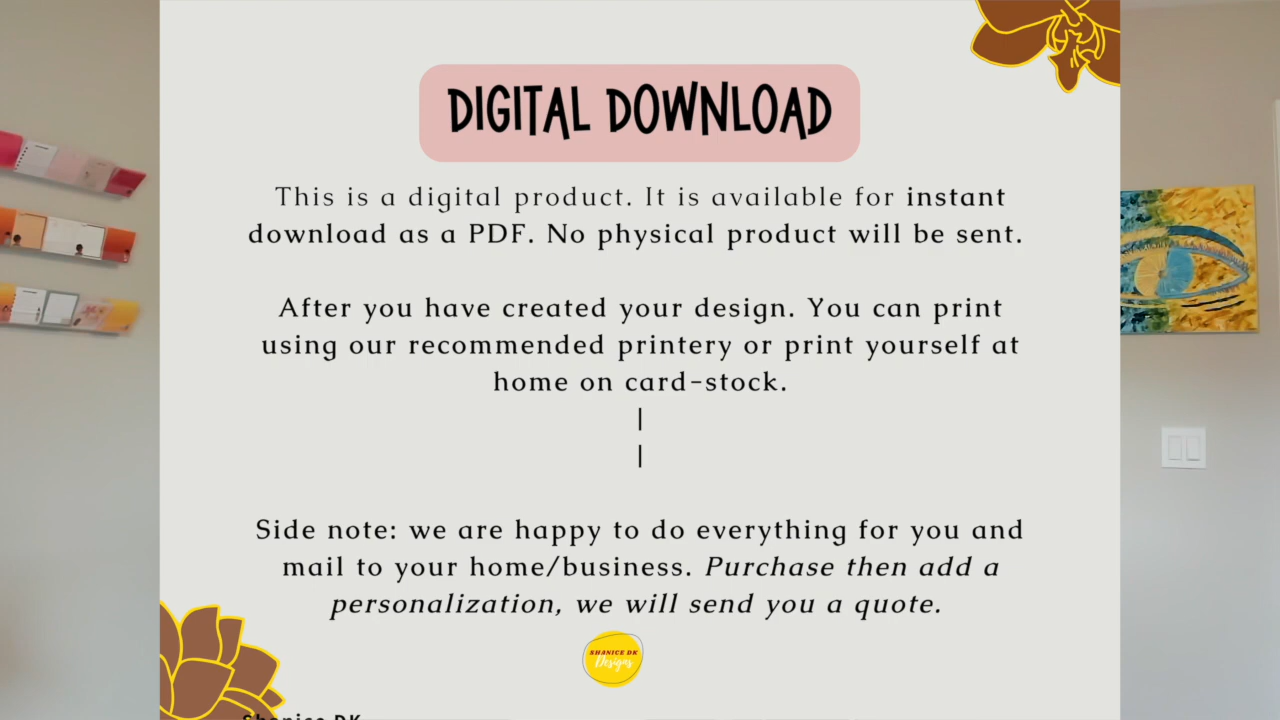 DIGITAL DOWNLOAD
This is a digital product. It is available for instant
download as a PDF. No physical product will be sent.
After you have created your design. You can print
using our recommended printery or print yourself at
home on card-stock.
|
|
Side note: we are happy to do everything for you and
mail to your home/business. Purchase then add a
personalization, we will send you a quote.
SHANICE DK
Designs
Shanice DK